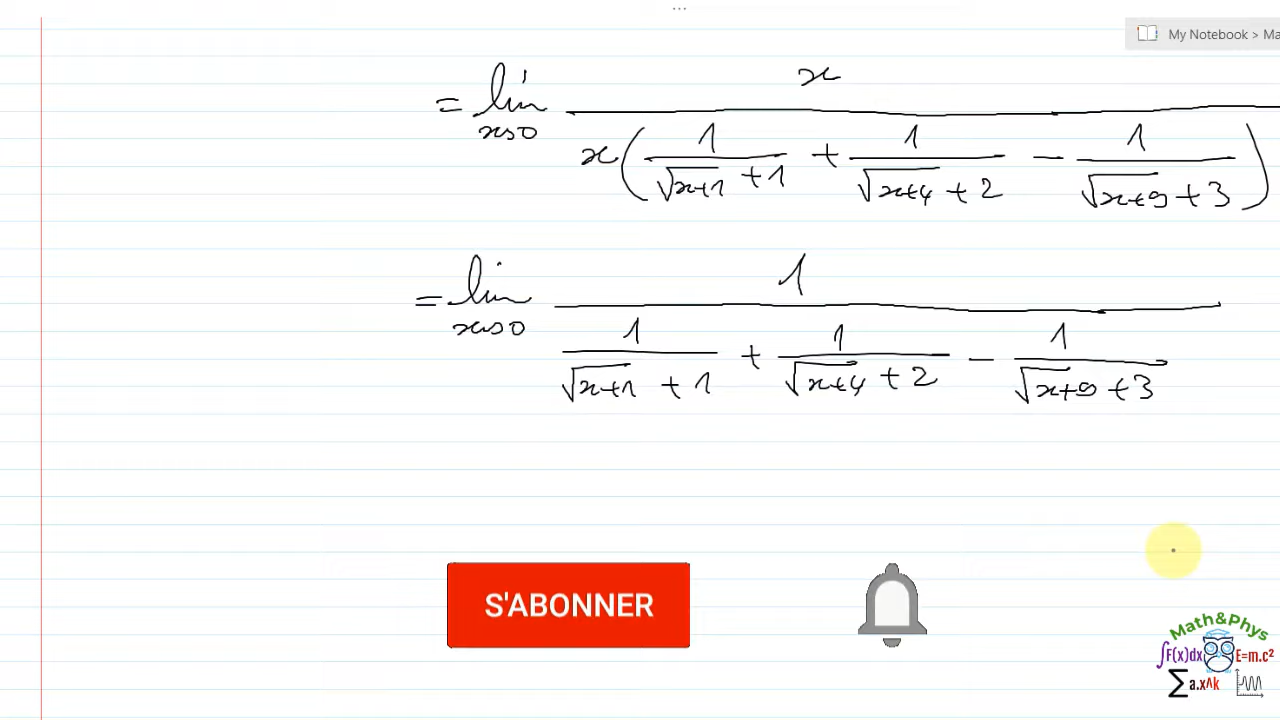 ...
My Notebook > Ma
= lim x→0 x / x( 1/(√x+1 + 1) + 1/(√x+4 + 2) − 1/(√x+9 + 3) )
= lim x→0 1 / 1/(√x+1 + 1) + 1/(√x+4 + 2) − 1/(√x+9 + 3)
S'ABONNER
Math&Phys
∫F(x)dx E=m.c²
∑ a.x^k